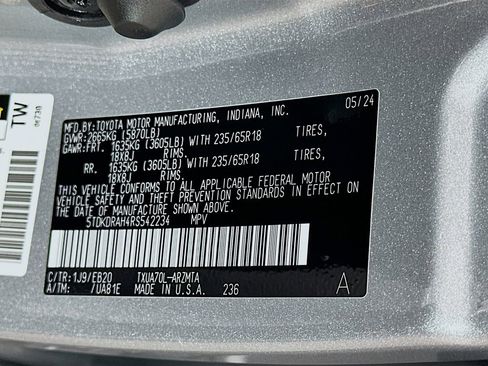 TW
MFD.BY:TOYOTA MOTOR MANUFACTURING, INDIANA, INC. 05/24
GVWR:2665KG (5870LB)
GAWR:FRT. 1635KG (3605LB) WITH 235/65R18 TIRES,
18X8J RIMS.
RR. 1635KG (3605LB) WITH 235/65R18 TIRES,
18X8J RIMS.
THIS VEHICLE CONFORMS TO ALL APPLICABLE FEDERAL MOTOR
VEHICLE SAFETY AND THEFT PREVENTION STANDARDS IN
EFFECT ON THE DATE OF MANUFACTURE SHOWN ABOVE.
5TDKDRAH4RS542234 MPV
C/TR:1J9/EB20 TXUA70L-ARZMTA A
A/TM: /UA81E MADE IN U.S.A. 236